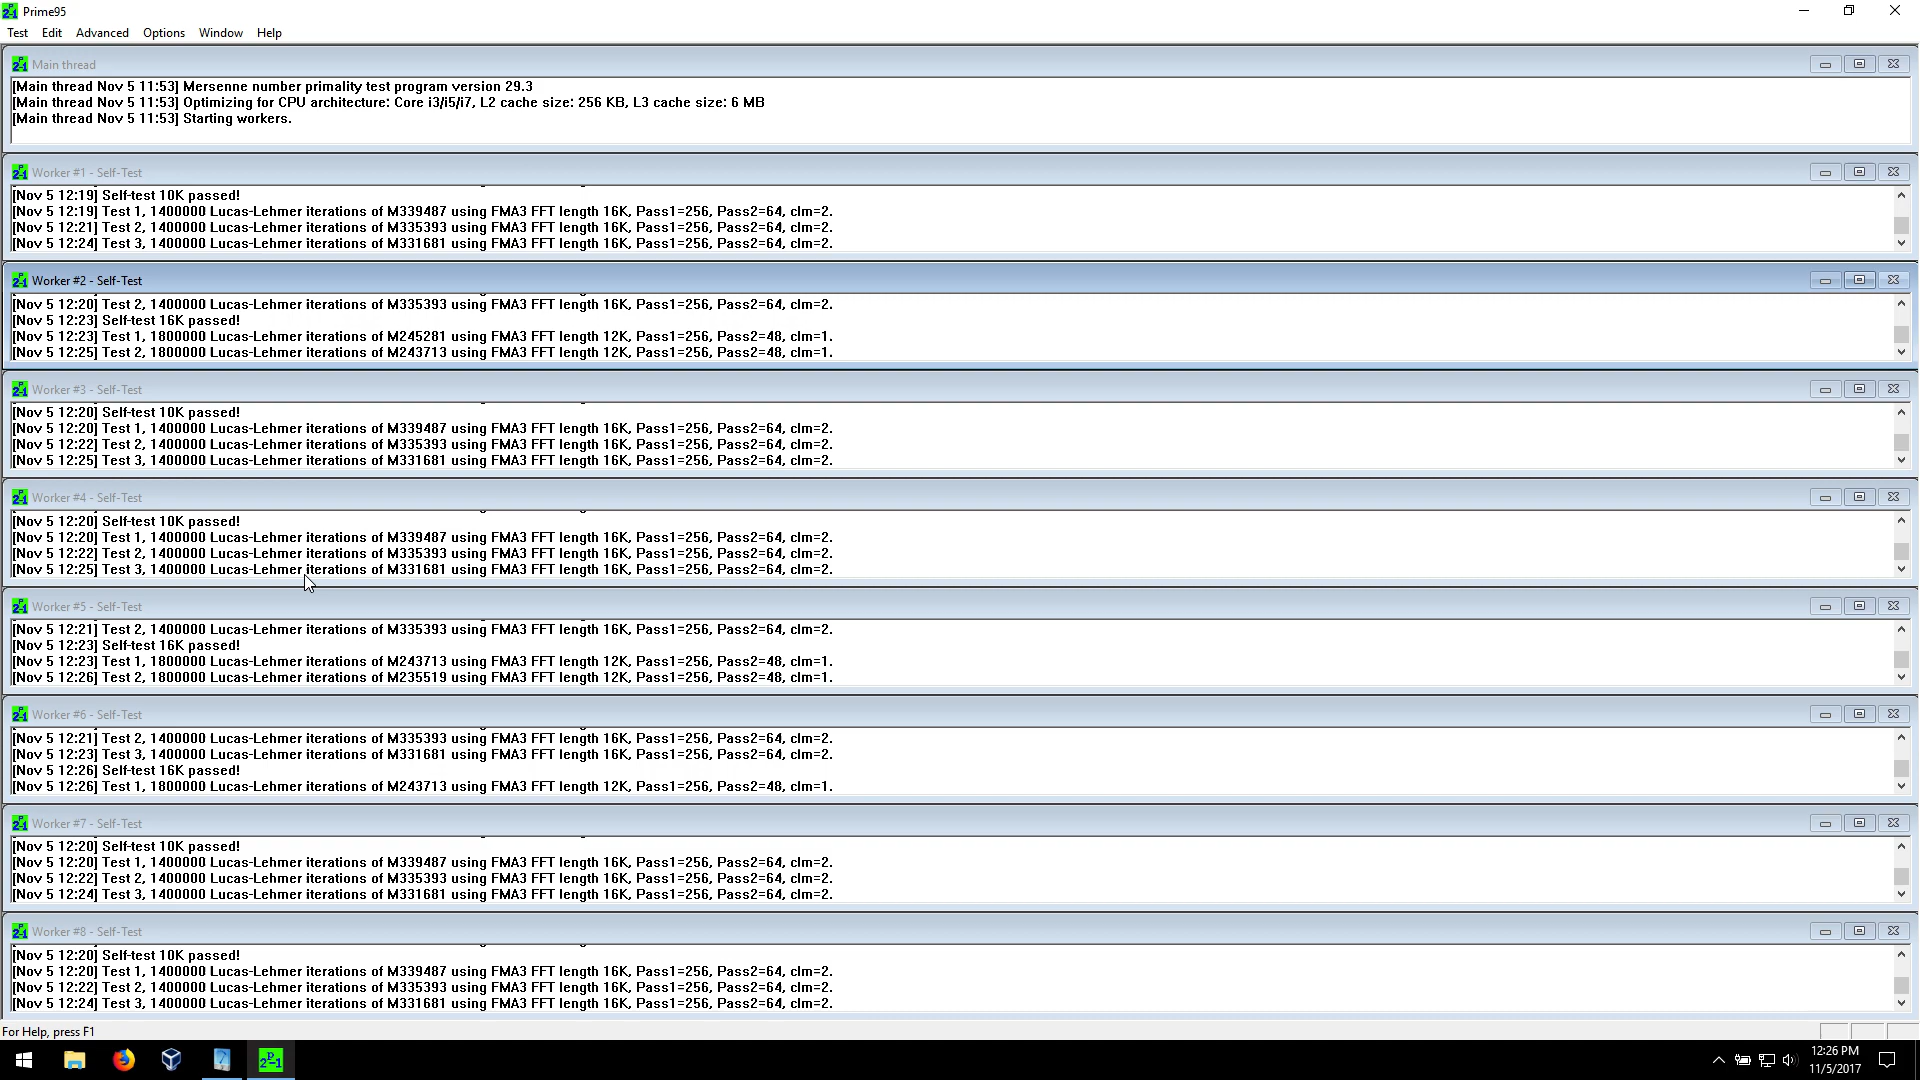 Prime95
Test Edit Advanced Options Window Help
Main thread
[Main thread Nov 5 11:53] Mersenne number primality test program version 29.3
[Main thread Nov 5 11:53] Optimizing for CPU architecture: Core i3/i5/i7, L2 cache size: 256 KB, L3 cache size: 6 MB
[Main thread Nov 5 11:53] Starting workers.
Worker #1 - Self-Test
[Nov 5 12:19] Self-test 10K passed!
[Nov 5 12:19] Test 1, 1400000 Lucas-Lehmer iterations of M339487 using FMA3 FFT length 16K, Pass1=256, Pass2=64, clm=2.
[Nov 5 12:21] Test 2, 1400000 Lucas-Lehmer iterations of M335393 using FMA3 FFT length 16K, Pass1=256, Pass2=64, clm=2.
[Nov 5 12:24] Test 3, 1400000 Lucas-Lehmer iterations of M331681 using FMA3 FFT length 16K, Pass1=256, Pass2=64, clm=2.
Worker #2 - Self-Test
[Nov 5 12:20] Test 2, 1400000 Lucas-Lehmer iterations of M335393 using FMA3 FFT length 16K, Pass1=256, Pass2=64, clm=2.
[Nov 5 12:23] Self-test 16K passed!
[Nov 5 12:23] Test 1, 1800000 Lucas-Lehmer iterations of M245281 using FMA3 FFT length 12K, Pass1=256, Pass2=48, clm=1.
[Nov 5 12:25] Test 2, 1800000 Lucas-Lehmer iterations of M243713 using FMA3 FFT length 12K, Pass1=256, Pass2=48, clm=1.
Worker #3 - Self-Test
[Nov 5 12:20] Self-test 10K passed!
[Nov 5 12:20] Test 1, 1400000 Lucas-Lehmer iterations of M339487 using FMA3 FFT length 16K, Pass1=256, Pass2=64, clm=2.
[Nov 5 12:22] Test 2, 1400000 Lucas-Lehmer iterations of M335393 using FMA3 FFT length 16K, Pass1=256, Pass2=64, clm=2.
[Nov 5 12:25] Test 3, 1400000 Lucas-Lehmer iterations of M331681 using FMA3 FFT length 16K, Pass1=256, Pass2=64, clm=2.
Worker #4 - Self-Test
[Nov 5 12:20] Self-test 10K passed!
[Nov 5 12:20] Test 1, 1400000 Lucas-Lehmer iterations of M339487 using FMA3 FFT length 16K, Pass1=256, Pass2=64, clm=2.
[Nov 5 12:22] Test 2, 1400000 Lucas-Lehmer iterations of M335393 using FMA3 FFT length 16K, Pass1=256, Pass2=64, clm=2.
[Nov 5 12:25] Test 3, 1400000 Lucas-Lehmer iterations of M331681 using FMA3 FFT length 16K, Pass1=256, Pass2=64, clm=2.
Worker #5 - Self-Test
[Nov 5 12:21] Test 2, 1400000 Lucas-Lehmer iterations of M335393 using FMA3 FFT length 16K, Pass1=256, Pass2=64, clm=2.
[Nov 5 12:23] Self-test 16K passed!
[Nov 5 12:23] Test 1, 1800000 Lucas-Lehmer iterations of M243713 using FMA3 FFT length 12K, Pass1=256, Pass2=48, clm=1.
[Nov 5 12:26] Test 2, 1800000 Lucas-Lehmer iterations of M235519 using FMA3 FFT length 12K, Pass1=256, Pass2=48, clm=1.
Worker #6 - Self-Test
[Nov 5 12:21] Test 2, 1400000 Lucas-Lehmer iterations of M335393 using FMA3 FFT length 16K, Pass1=256, Pass2=64, clm=2.
[Nov 5 12:23] Test 3, 1400000 Lucas-Lehmer iterations of M331681 using FMA3 FFT length 16K, Pass1=256, Pass2=64, clm=2.
[Nov 5 12:26] Self-test 16K passed!
[Nov 5 12:26] Test 1, 1800000 Lucas-Lehmer iterations of M243713 using FMA3 FFT length 12K, Pass1=256, Pass2=48, clm=1.
Worker #7 - Self-Test
[Nov 5 12:20] Self-test 10K passed!
[Nov 5 12:20] Test 1, 1400000 Lucas-Lehmer iterations of M339487 using FMA3 FFT length 16K, Pass1=256, Pass2=64, clm=2.
[Nov 5 12:22] Test 2, 1400000 Lucas-Lehmer iterations of M335393 using FMA3 FFT length 16K, Pass1=256, Pass2=64, clm=2.
[Nov 5 12:24] Test 3, 1400000 Lucas-Lehmer iterations of M331681 using FMA3 FFT length 16K, Pass1=256, Pass2=64, clm=2.
Worker #8 - Self-Test
[Nov 5 12:20] Self-test 10K passed!
[Nov 5 12:20] Test 1, 1400000 Lucas-Lehmer iterations of M339487 using FMA3 FFT length 16K, Pass1=256, Pass2=64, clm=2.
[Nov 5 12:22] Test 2, 1400000 Lucas-Lehmer iterations of M335393 using FMA3 FFT length 16K, Pass1=256, Pass2=64, clm=2.
[Nov 5 12:24] Test 3, 1400000 Lucas-Lehmer iterations of M331681 using FMA3 FFT length 16K, Pass1=256, Pass2=64, clm=2.
For Help, press F1
12:26 PM
11/5/2017